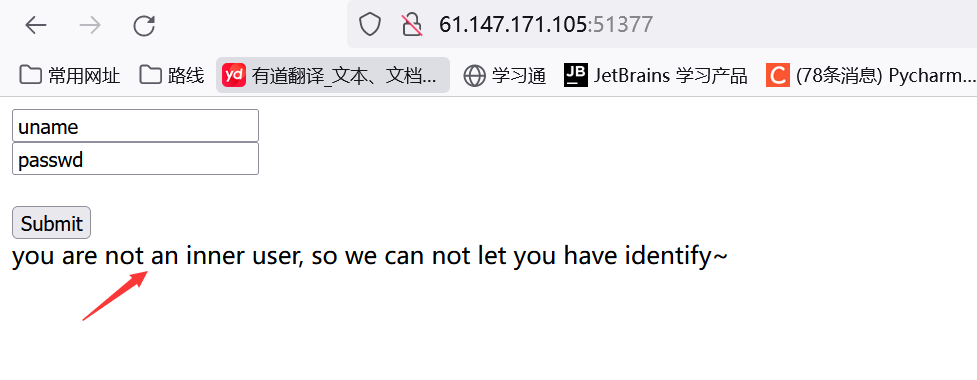 61.147.171.105:51377
常用网址 路线 yd 有道翻译_文本、文档... 学习通 JB JetBrains 学习产品 C (78条消息) Pycharm...
uname
passwd
Submit
you are not an inner user, so we can not let you have identify~